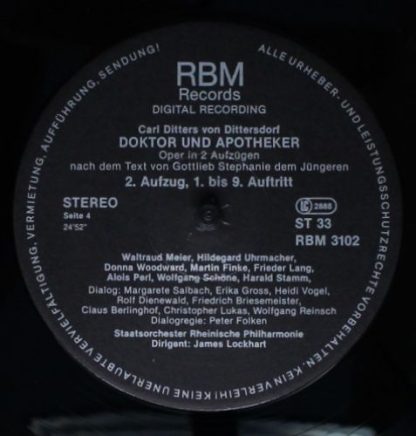 ALLE URHEBER- UND LEISTUNGSSCHUTZRECHTE VORBEHALTEN. KEIN VERLEIH! KEINE UNERLAUBTE VERVIELFÄLTIGUNG, VERMIETUNG, AUFFÜHRUNG, SENDUNG!
RBM
Records
DIGITAL RECORDING
Carl Ditters von Dittersdorf
DOKTOR UND APOTHEKER
Oper in 2 Aufzügen
nach dem Text von Gottlieb Stephanie dem Jüngeren
2. Aufzug, 1. bis 9. Auftritt
STEREO
Seite 4
24'52"
LC 2888
ST 33
RBM 3102
Waltraud Meier, Hildegard Uhrmacher,
Donna Woodward, Martin Finke, Frieder Lang,
Alois Perl, Wolfgang Schöne, Harald Stamm,
Dialog: Margarete Salbach, Erika Gross, Heidi Vogel,
Rolf Dienewald, Friedrich Briesemeister,
Claus Berlinghof, Christopher Lukas, Wolfgang Reinsch
Dialogregie: Peter Folken
Staatsorchester Rheinische Philharmonie
Dirigent: James Lockhart